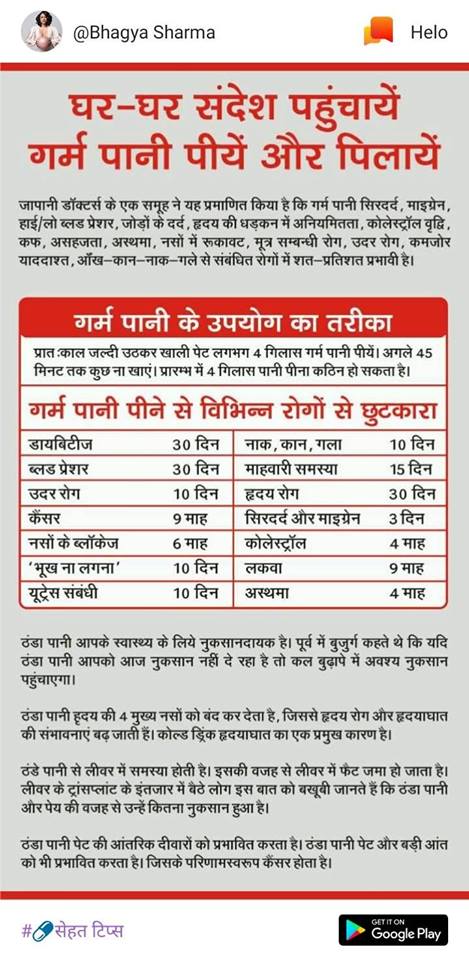 @Bhagya Sharma
Helo
घर-घर संदेश पहुंचायें
गर्म पानी पीयें और पिलायें
जापानी डॉक्टर्स के एक समूह ने यह प्रमाणित किया है कि गर्म पानी सिरदर्द, माइग्रेन,
हाई/लो ब्लड प्रेशर, जोड़ों के दर्द, हृदय की धड़कन में अनियमितता, कोलेस्ट्रॉल वृद्वि,
कफ, असहजता, अस्थमा, नसों में रूकावट, मूत्र सम्बन्धी रोग, उदर रोग, कमजोर
याददाश्त, आँख-कान-नाक-गले से संबंधित रोगों में शत-प्रतिशत प्रभावी है।
गर्म पानी के उपयोग का तरीका
प्रात:काल जल्दी उठकर खाली पेट लगभग 4 गिलास गर्म पानी पीयें। अगले 45
मिनट तक कुछ ना खाएं। प्रारम्भ में 4 गिलास पानी पीना कठिन हो सकता है।
गर्म पानी पीने से विभिन्न रोगों से छुटकारा
डायबिटीज 30 दिन नाक, कान, गला 10 दिन
ब्लड प्रेशर 30 दिन माहवारी समस्या 15 दिन
उदर रोग 10 दिन हृदय रोग 30 दिन
कैंसर 9 माह सिरदर्द और माइग्रेन 3 दिन
नसों के ब्लॉकेज 6 माह कोलेस्ट्रॉल 4 माह
'भूख ना लगना' 10 दिन लकवा 9 माह
यूट्रेस संबंधी 10 दिन अस्थमा 4 माह
ठंडा पानी आपके स्वास्थ्य के लिये नुकसानदायक है। पूर्व में बुजुर्ग कहते थे कि यदि
ठंडा पानी आपको आज नुकसान नहीं दे रहा है तो कल बुढ़ापे में अवश्य नुकसान
पहुंचाएगा।
ठंडा पानी हृदय की 4 मुख्य नसों को बंद कर देता है, जिससे हृदय रोग और हृदयाघात
की संभावनाएं बढ़ जाती हैं। कोल्ड ड्रिंक हृदयाघात का एक प्रमुख कारण है।
ठंडे पानी से लीवर में समस्या होती है। इसकी वजह से लीवर में फैट जमा हो जाता है।
लीवर के ट्रांसप्लांट के इंतजार में बैठे लोग इस बात को बखूबी जानते हैं कि ठंडा पानी
और पेय की वजह से उन्हें कितना नुकसान हुआ है।
ठंडा पानी पेट की आंतरिक दीवारों को प्रभावित करता है। ठंडा पानी पेट और बड़ी आंत
को भी प्रभावित करता है। जिसके परिणामस्वरूप कैंसर होता है।
#सेहत टिप्स
GET IT ON
Google Play